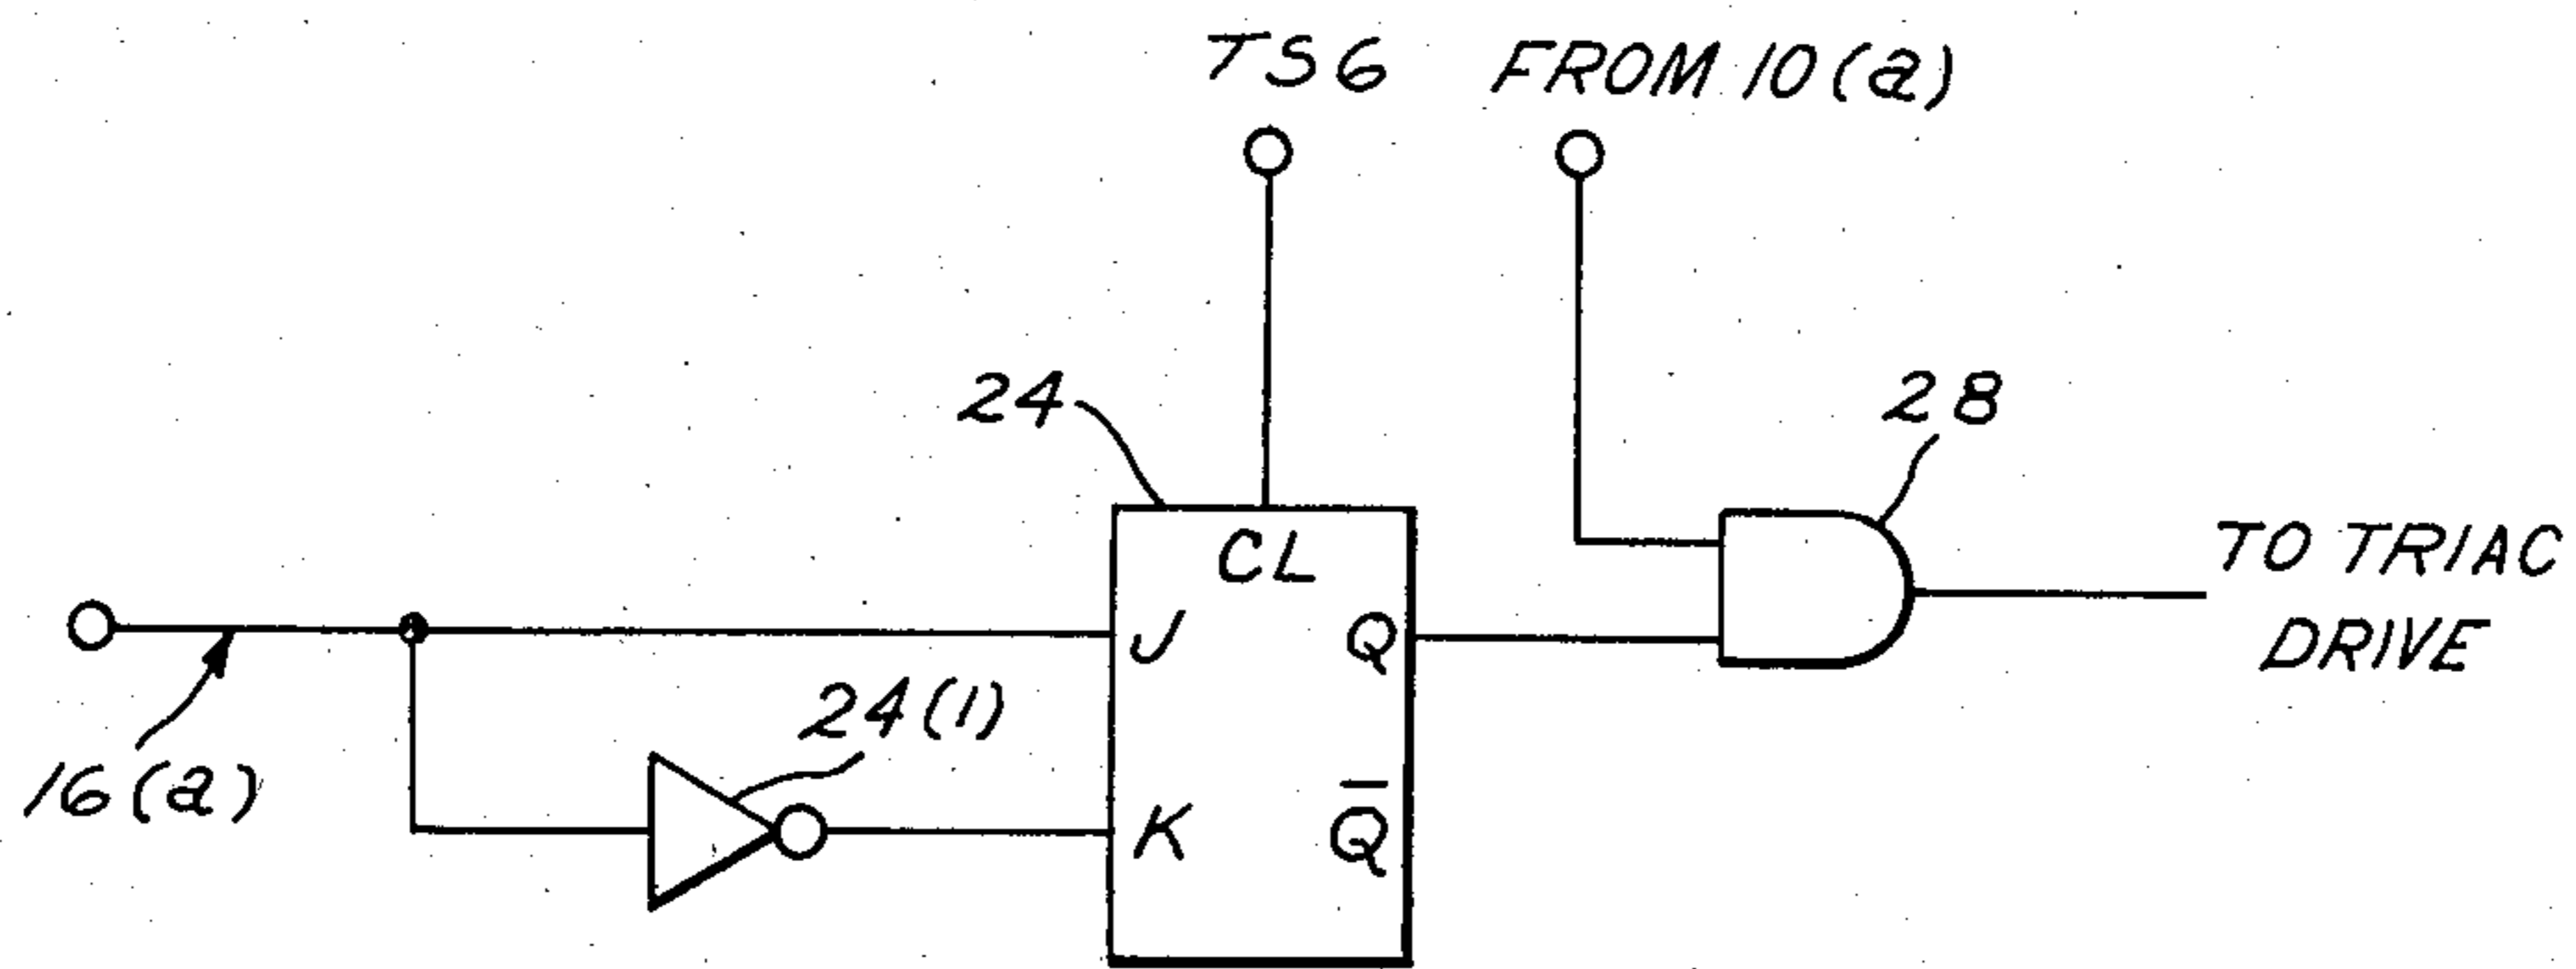 TS6
FROM 10(a)
24
28
CL
TO TRIAC
DRIVE
J
Q
24(1)
16(a)
K
Q̅